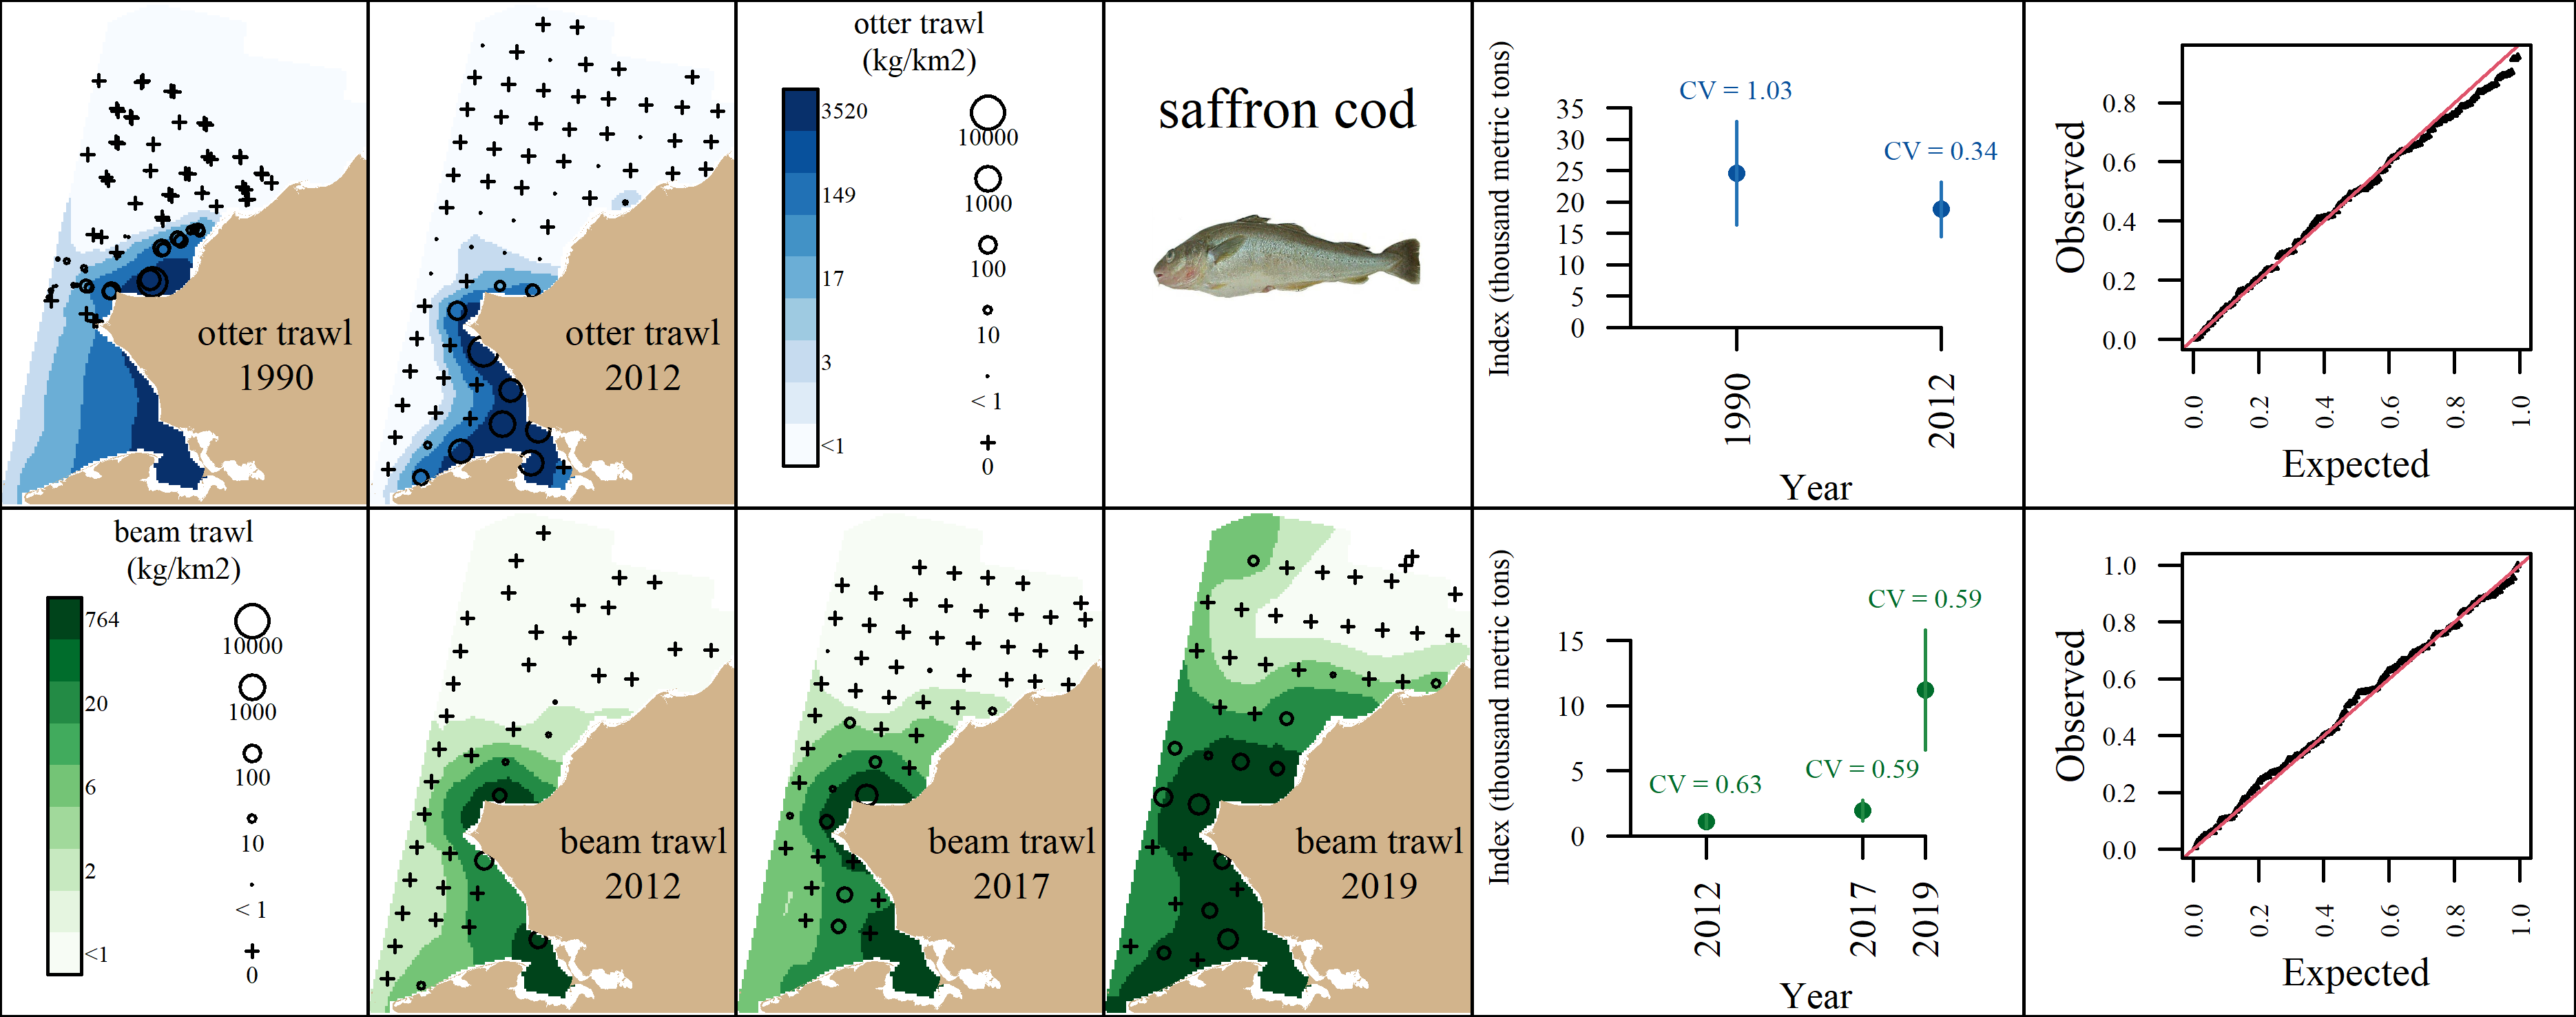 otter trawl
1990
otter trawl
2012
otter trawl
(kg/km2)
3520
149
17
3
<1
10000
1000
100
10
< 1
0
saffron cod
Index (thousand metric tons)
35
30
25
20
15
10
5
0
CV = 1.03
CV = 0.34
1990
2012
Year
Observed
0.8
0.6
0.4
0.2
0.0
0.0
0.2
0.4
0.6
0.8
1.0
Expected
beam trawl
(kg/km2)
764
20
6
2
<1
10000
1000
100
10
< 1
0
beam trawl
2012
beam trawl
2017
beam trawl
2019
Index (thousand metric tons)
15
10
5
0
CV = 0.63
CV = 0.59
CV = 0.59
2012
2017
2019
Year
Observed
1.0
0.8
0.6
0.4
0.2
0.0
0.0
0.2
0.4
0.6
0.8
1.0
Expected